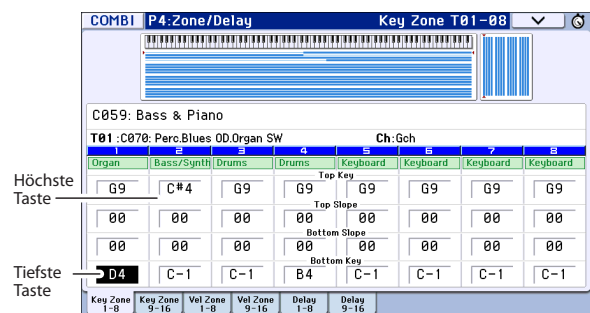 COMBI P4:Zone/Delay Key Zone T01-08
C059: Bass & Piano
T01 :C070: Perc.Blues OD.Organ SW Ch:Gch
1 2 3 4 5 6 7 8
Organ Bass/Synth Drums Drums Keyboard Keyboard Keyboard Keyboard
Top Key
Höchste
Taste
G9 C#4 G9 G9 G9 G9 G9 G9
Top Slope
00 00 00 00 00 00 00 00
Bottom Slope
00 00 00 00 00 00 00 00
Bottom Key
Tiefste
Taste
D4 C-1 C-1 B4 C-1 C-1 C-1 C-1
Key Zone 1-8 Key Zone 9-16 Vel Zone 1-8 Vel Zone 9-16 Delay 1-8 Delay 9-16